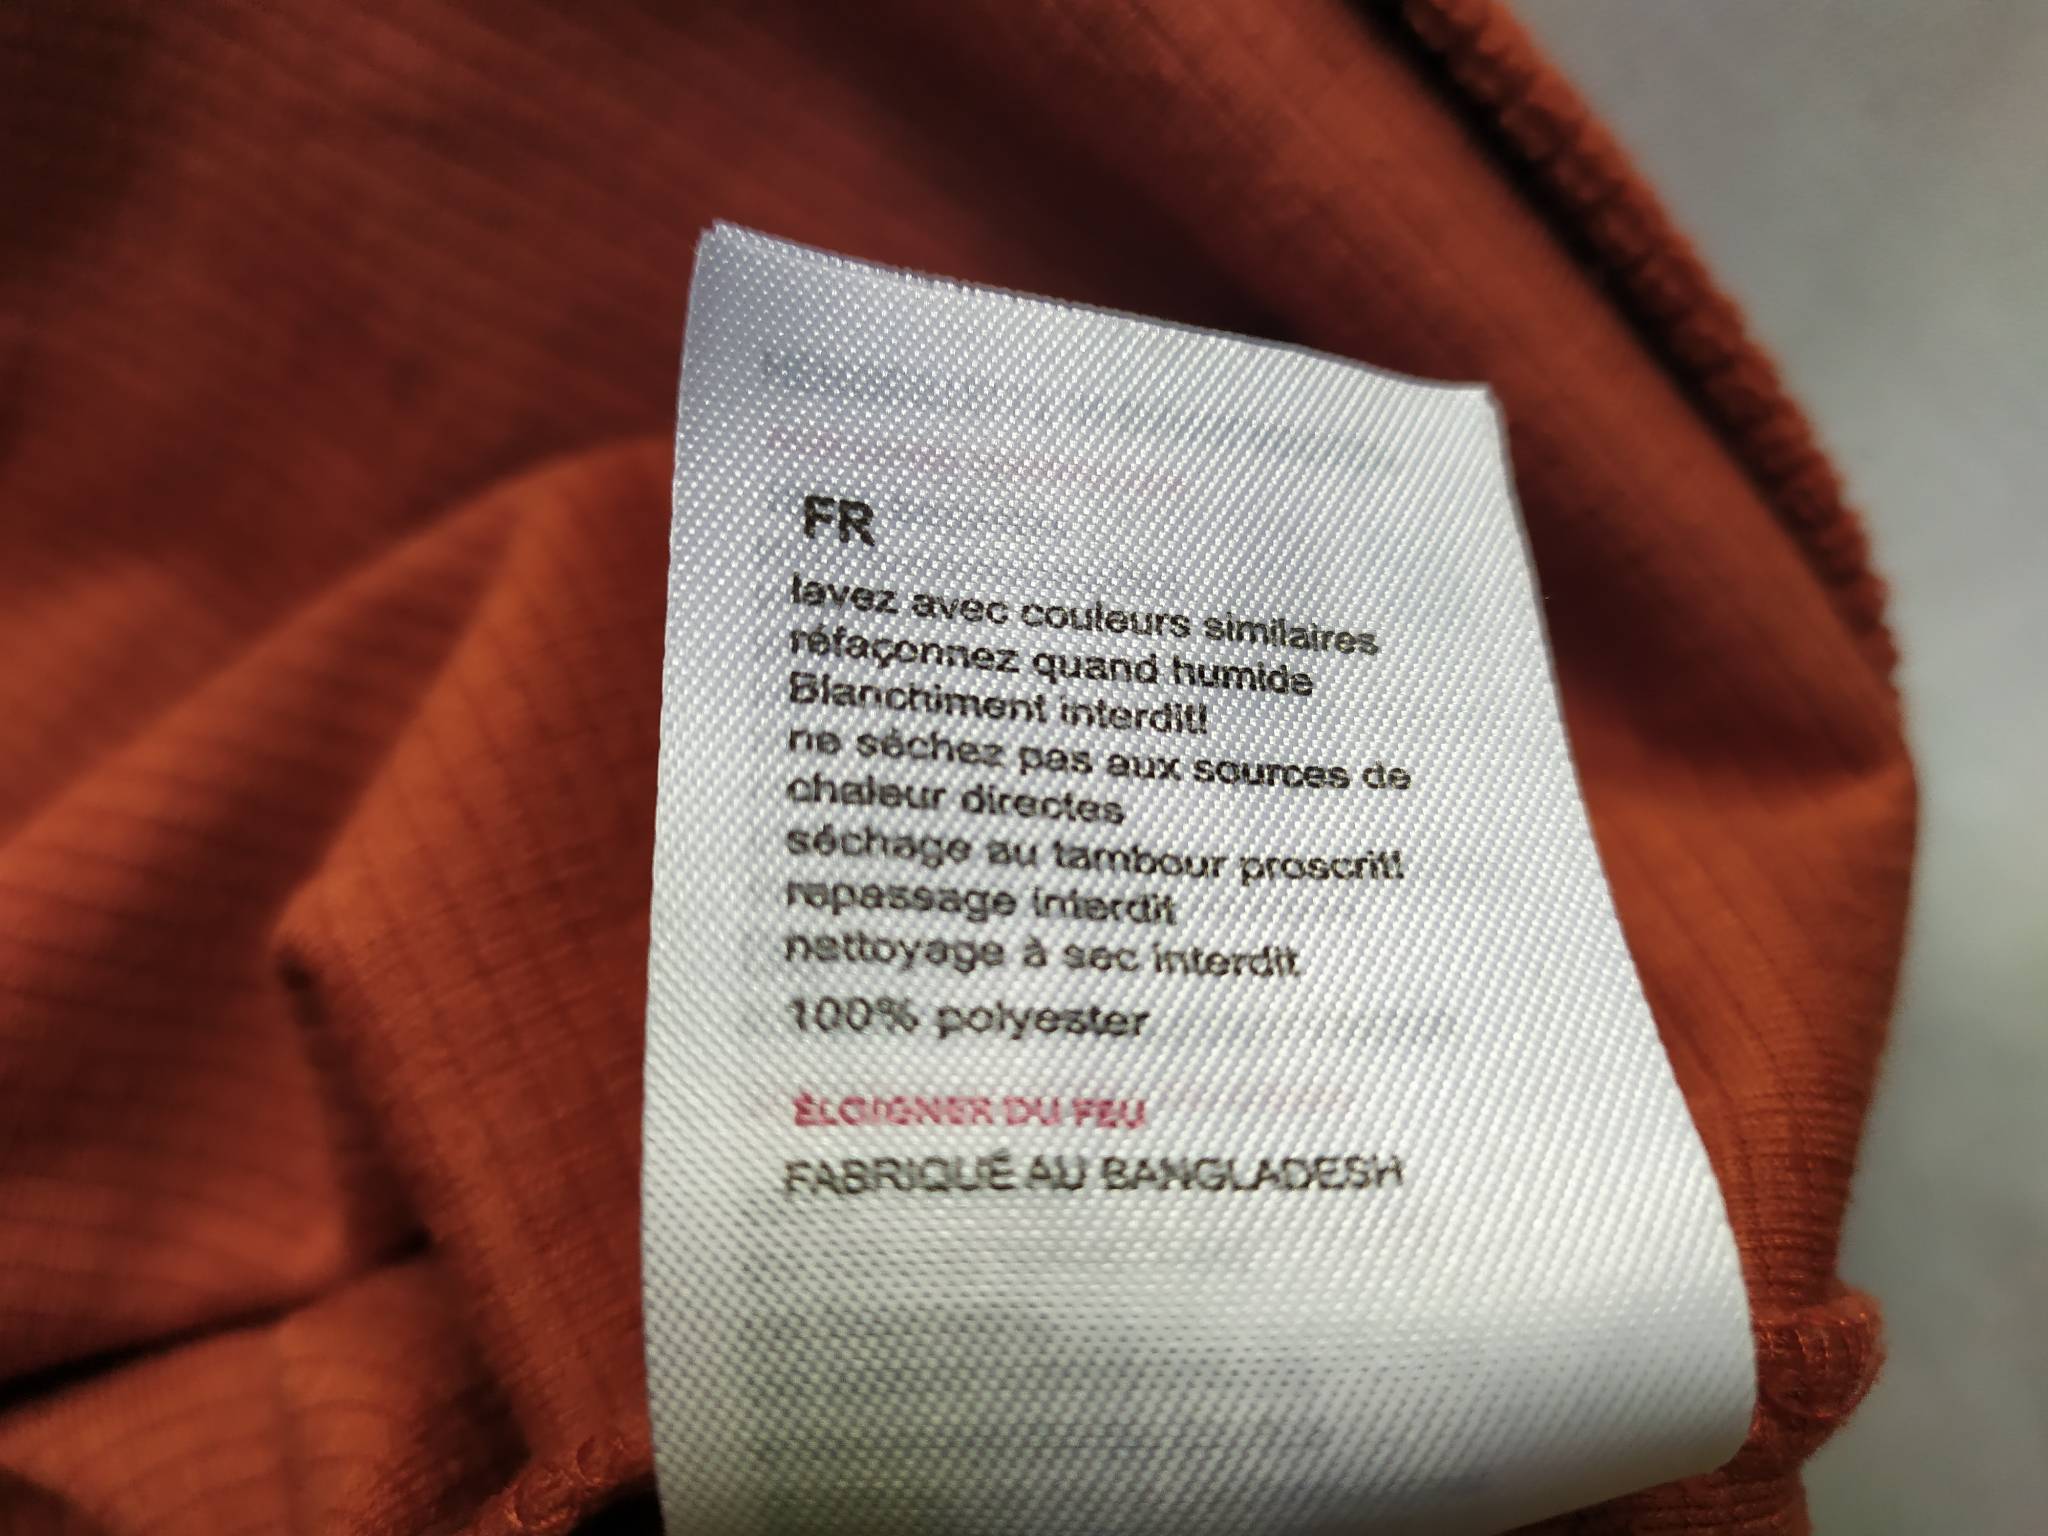 FR
lavez avec couleurs similaires
réfaçonnez quand humide
Blanchiment interdit!
ne séchez pas aux sources de
chaleur directes
séchage au tambour proscrit!
repassage interdit
nettoyage à sec interdit
100% polyester
ÉLOIGNER DU FEU
FABRIQUÉ AU BANGLADESH